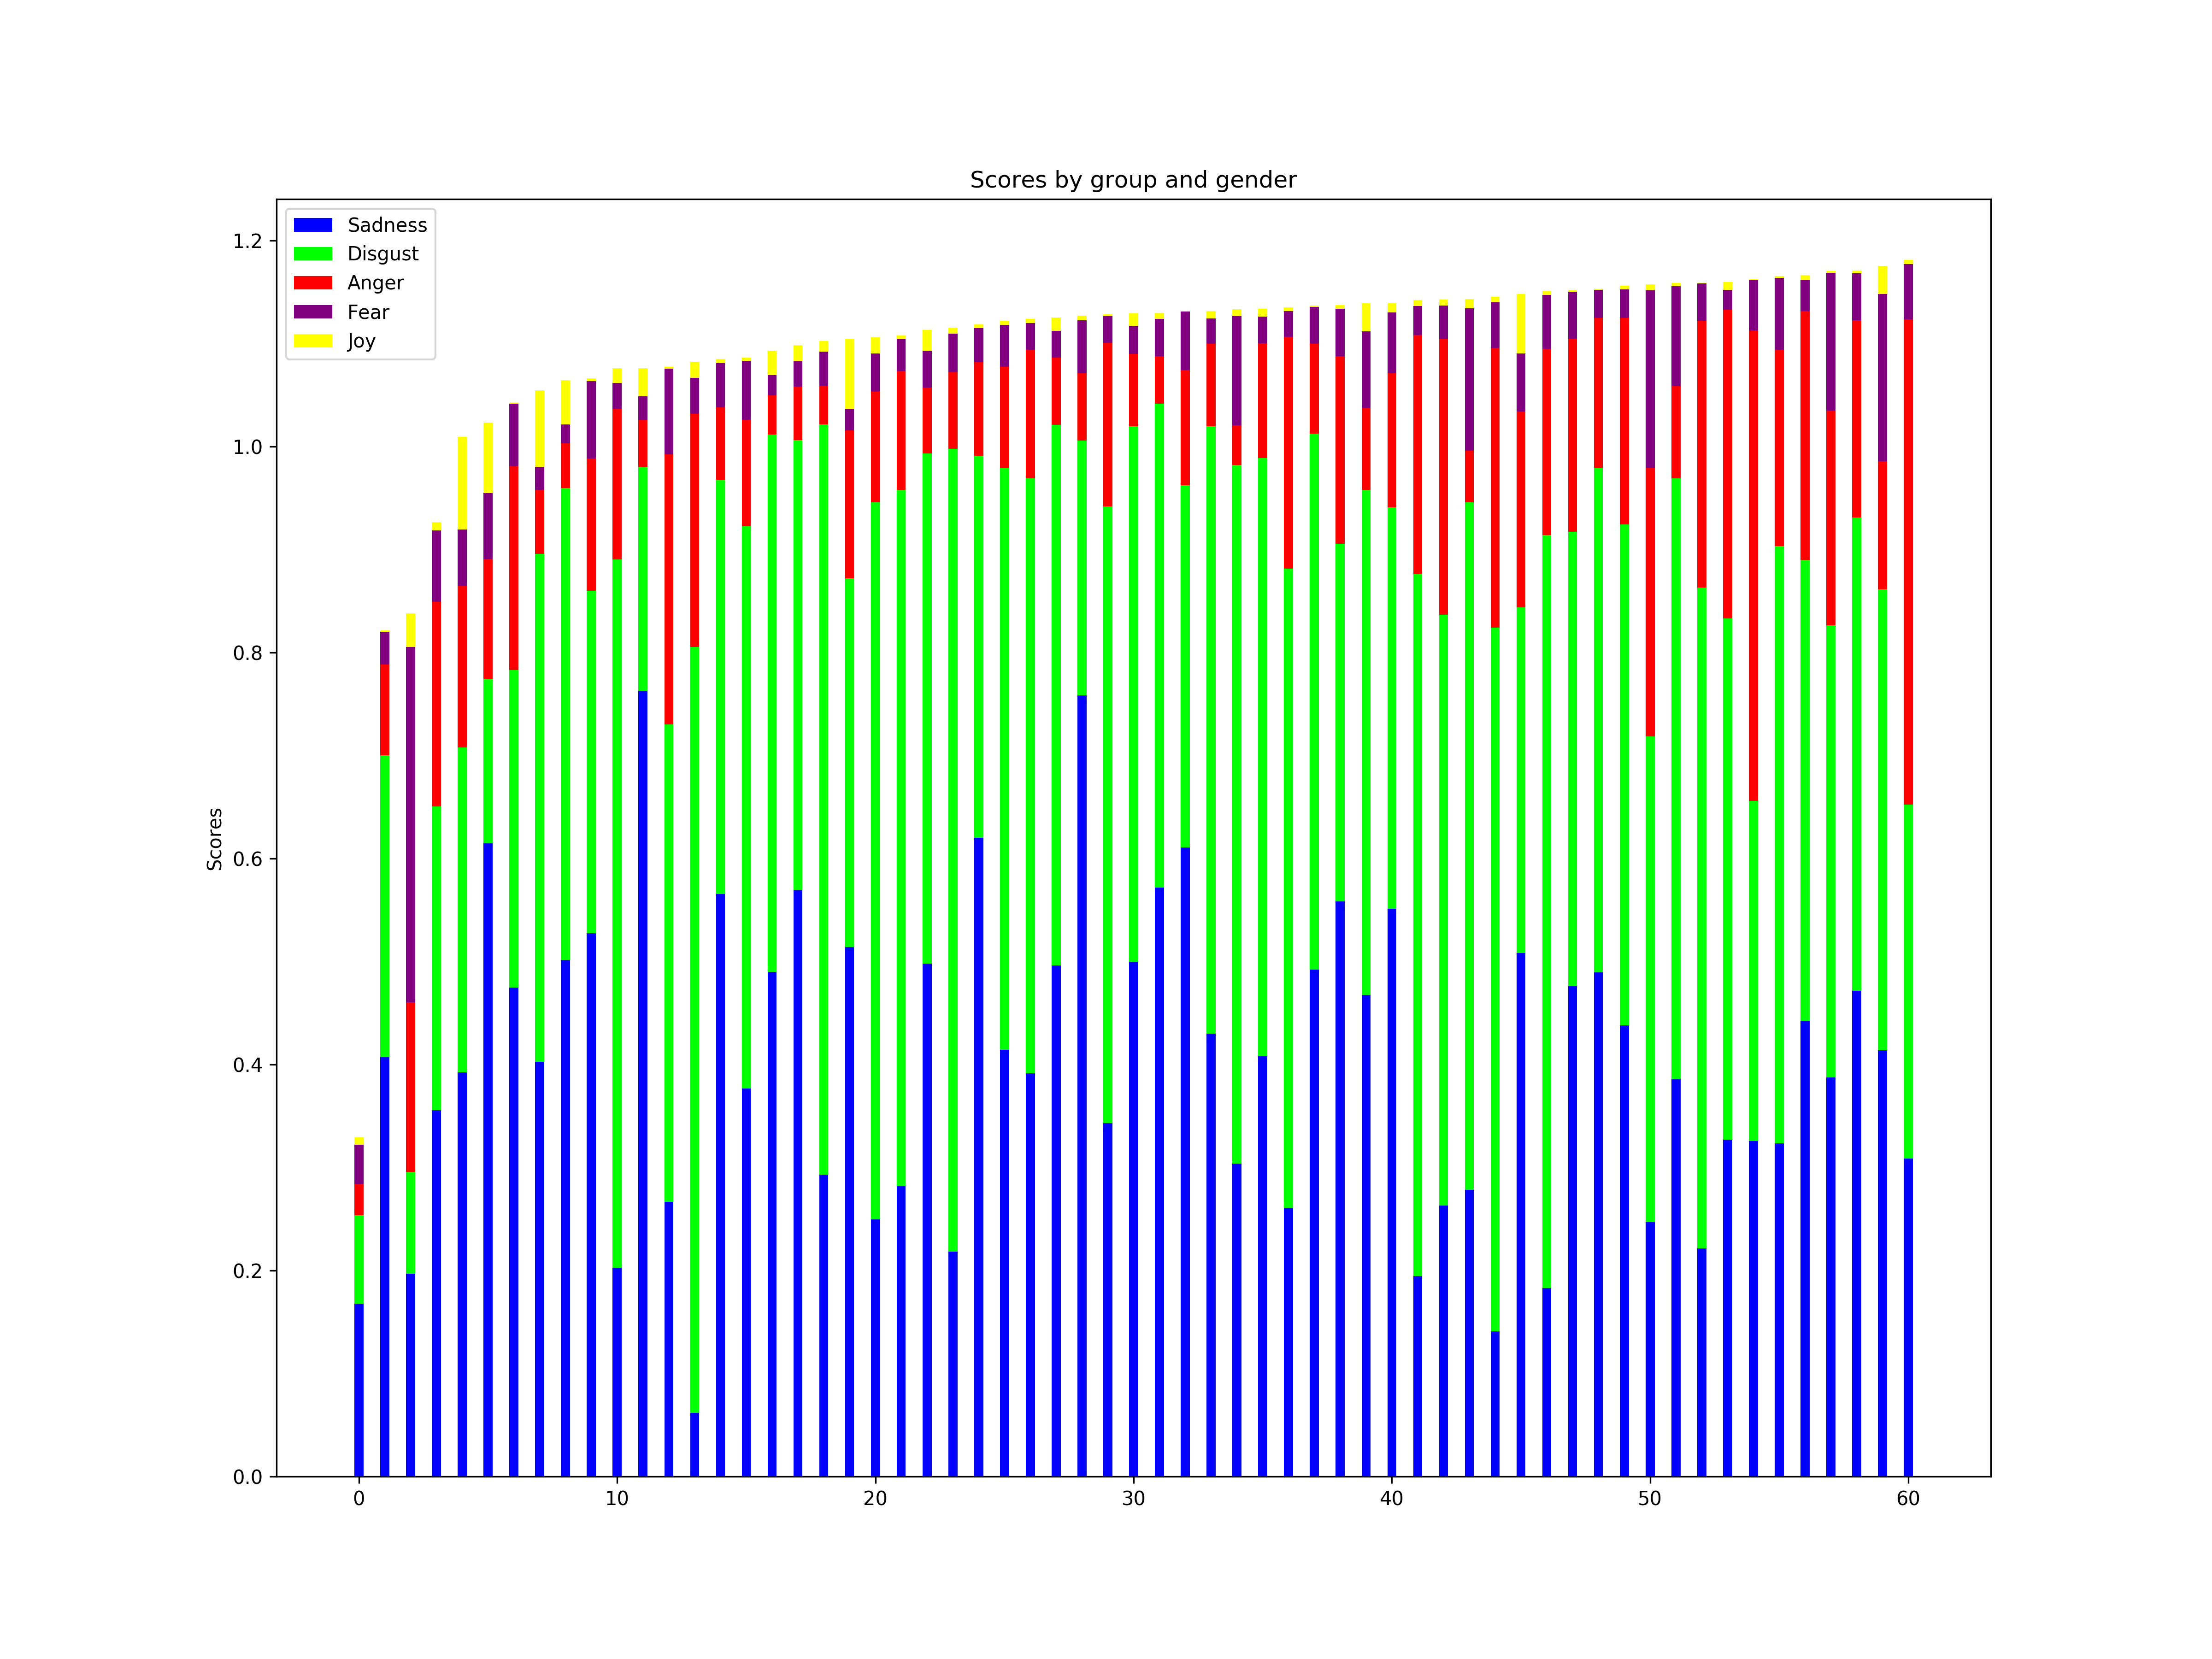 Scores by group and gender
Sadness
Disgust
Anger
Fear
Joy
Scores
1.2
1.0
0.8
0.6
0.4
0.2
0.0
0 10 20 30 40 50 60